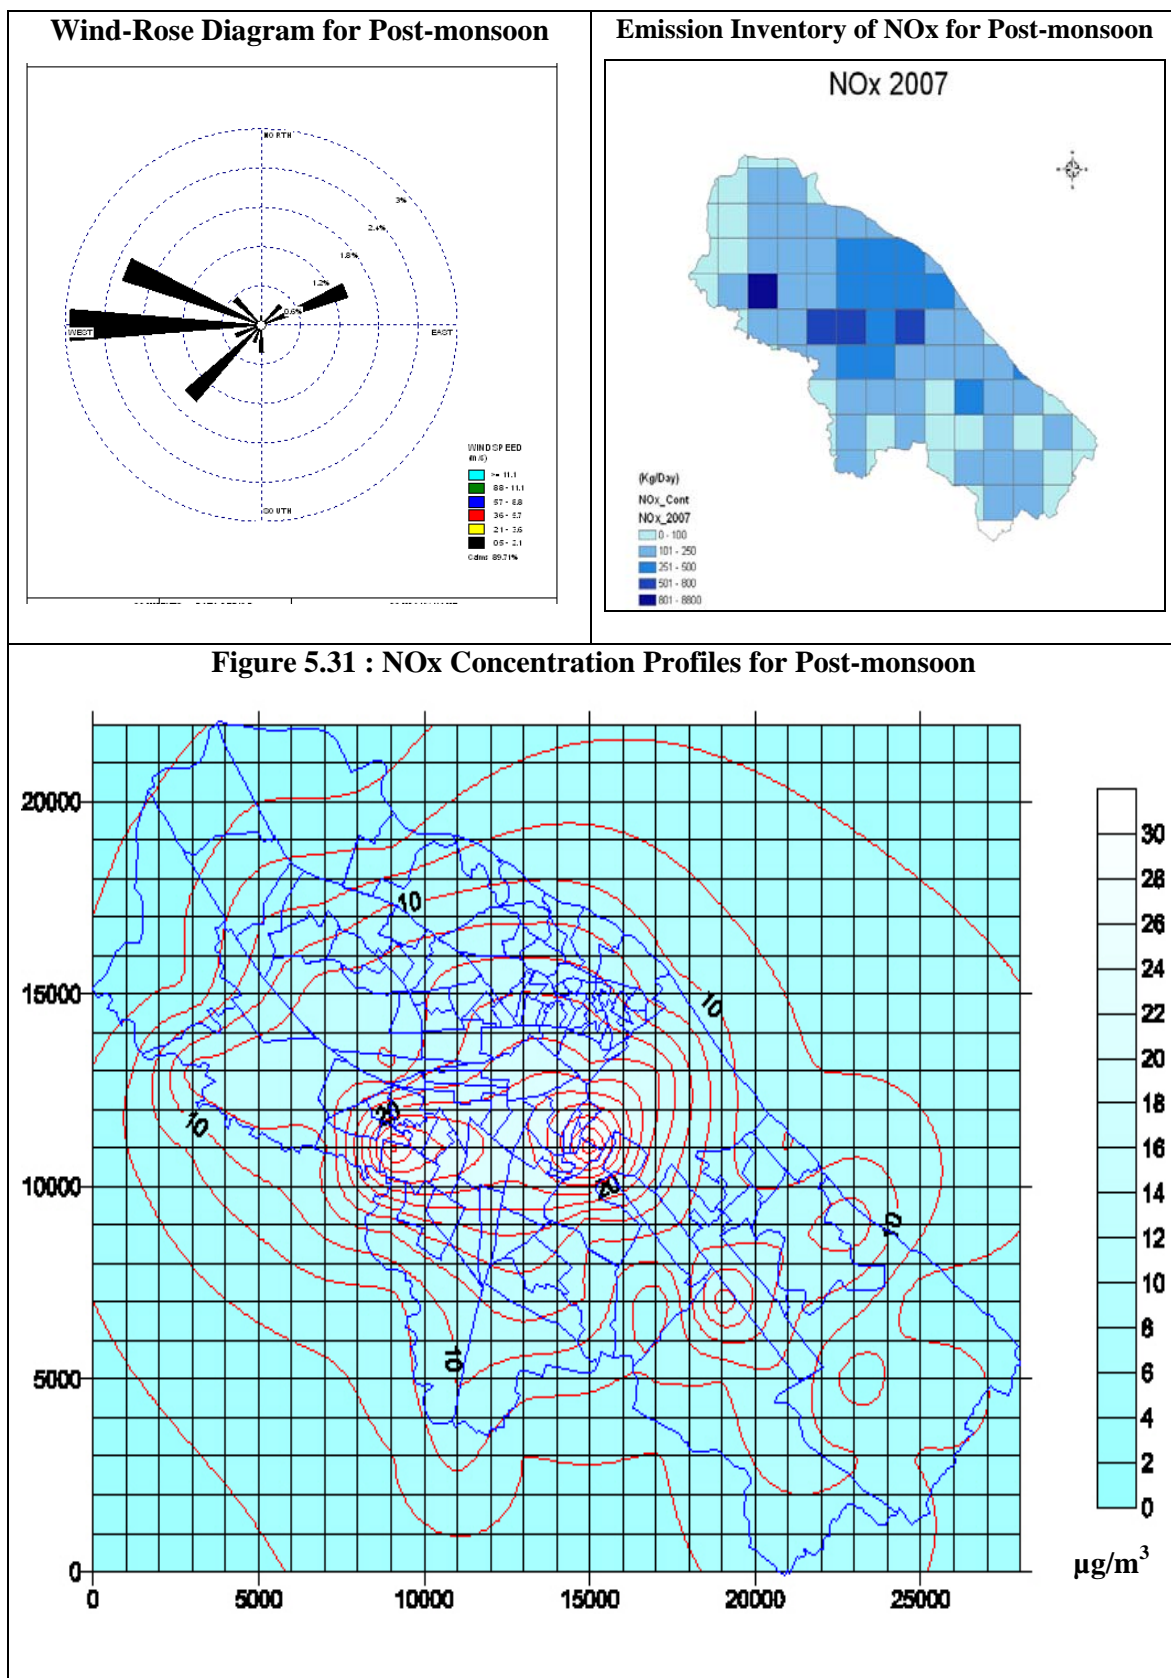 Wind-Rose Diagram for Post-monsoon
NORTH
3%
2.4%
1.8%
1.2%
0.6%
WEST
EAST
SOUTH
WIND SPEED
(m/s)
>= 11.1
8.8 - 11.1
5.7 - 8.8
3.6 - 5.7
2.1 - 3.6
0.5 - 2.1
Calms 89.71%
Emission Inventory of NOx for Post-monsoon
NOx 2007
(Kg/Day)
NOx_Cont
NOx_2007
0 - 100
101 - 250
251 - 500
501 - 800
801 - 8800
Figure 5.31 : NOx Concentration Profiles for Post-monsoon
20000
15000
10000
5000
0
0
5000
10000
15000
20000
25000
10
10
10
20
20
10
10
30
28
26
24
22
20
18
16
14
12
10
8
6
4
2
0
µg/m³